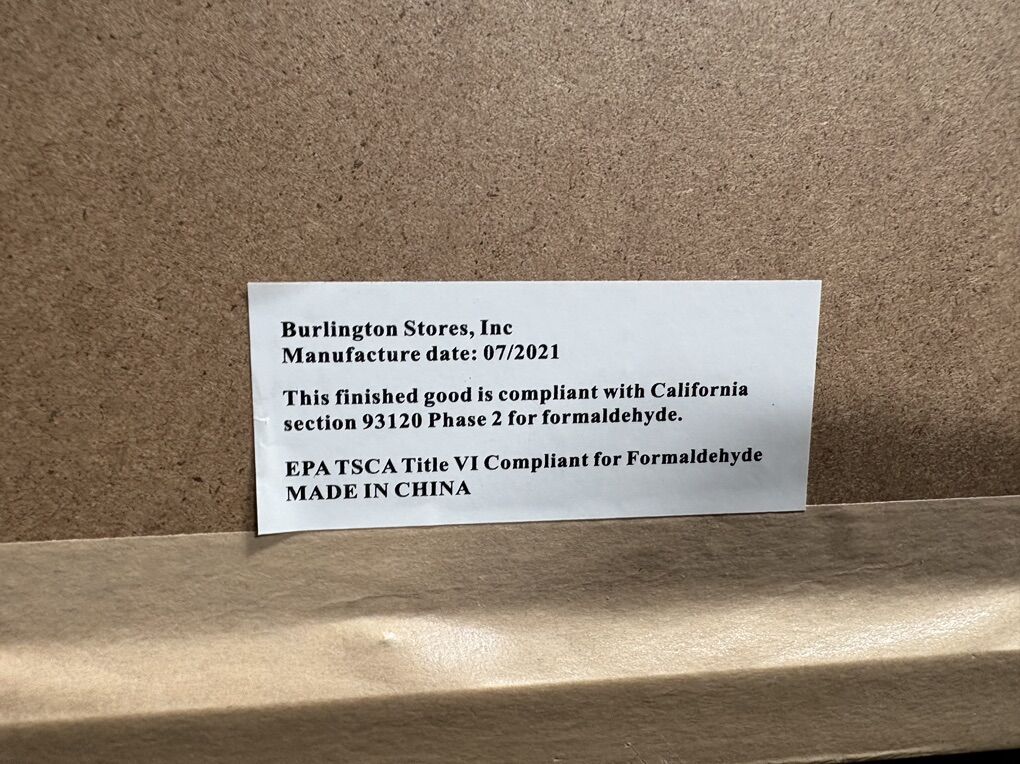 Burlington Stores, Inc
Manufacture date: 07/2021
This finished good is compliant with California
section 93120 Phase 2 for formaldehyde.
EPA TSCA Title VI Compliant for Formaldehyde
MADE IN CHINA